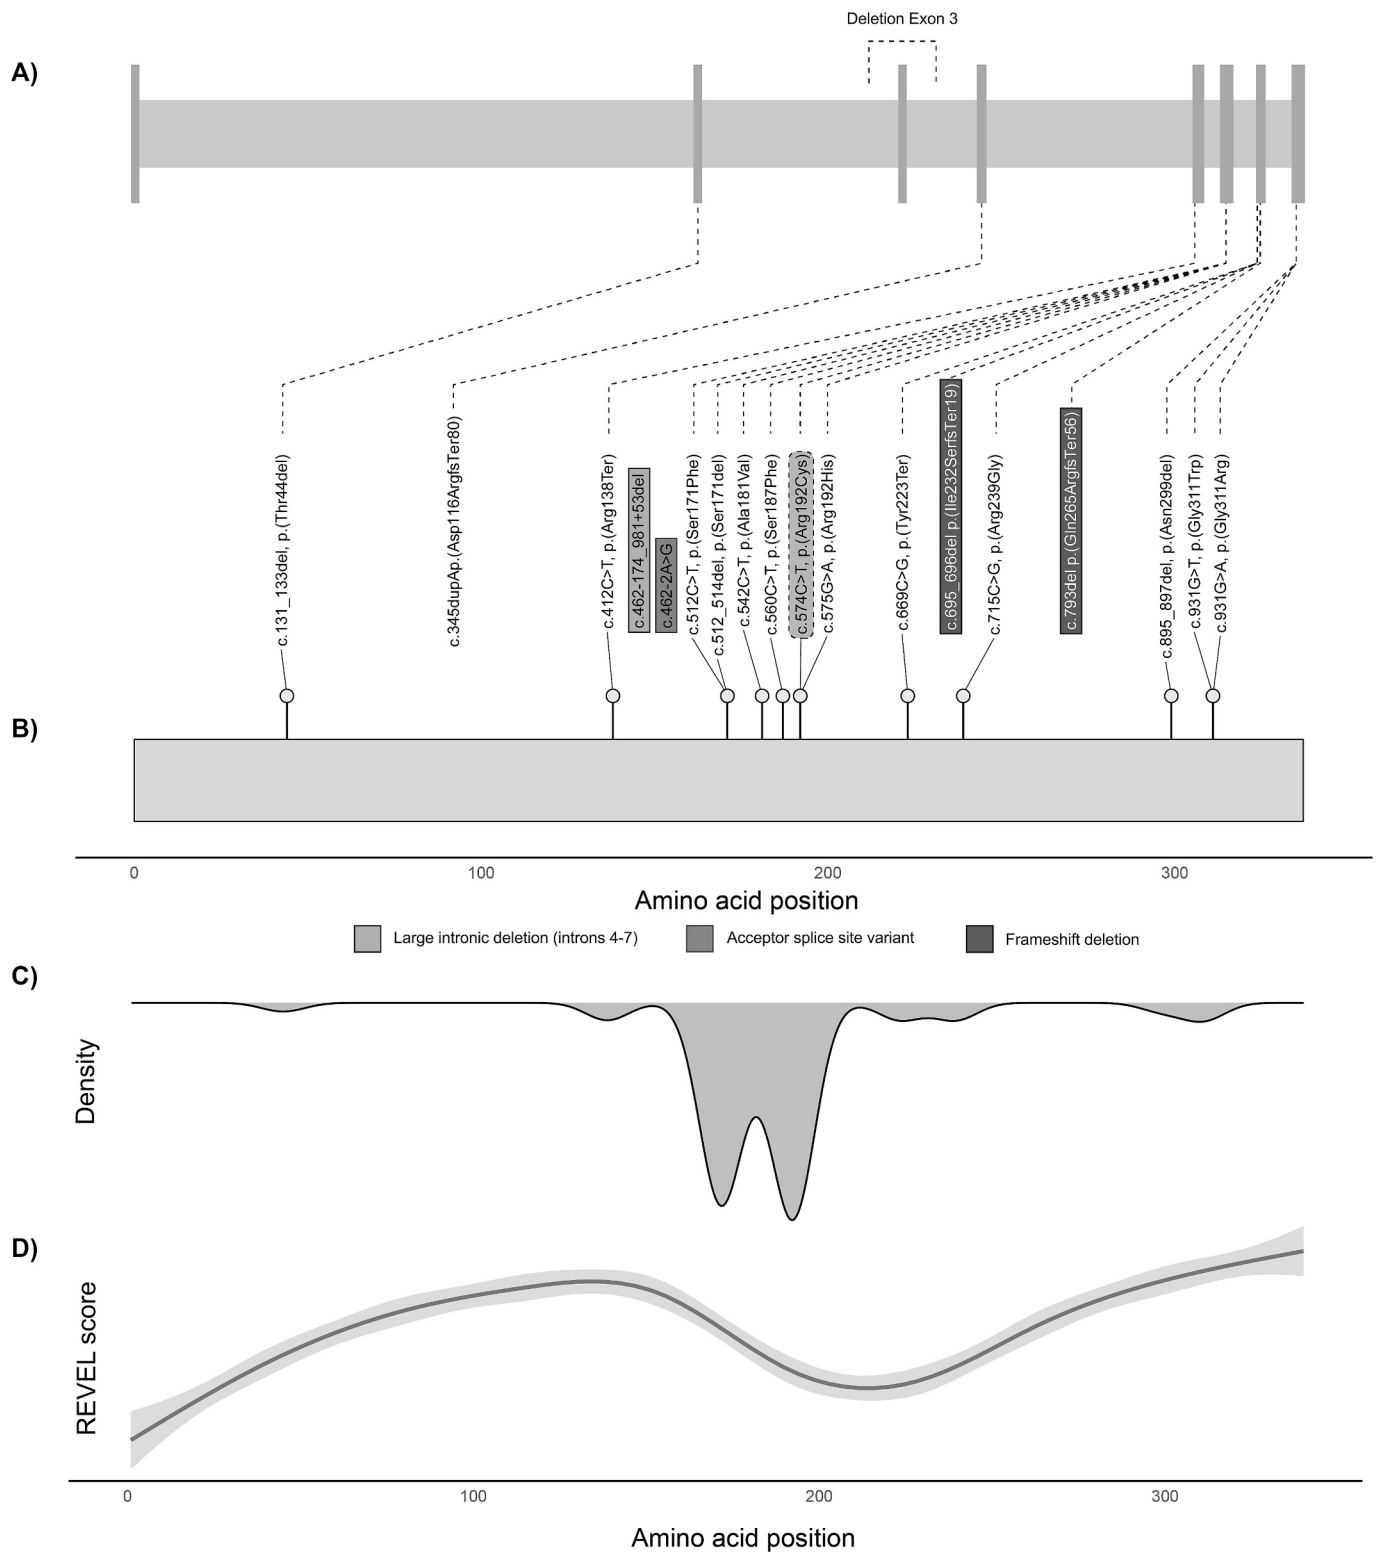 Deletion Exon 3
A)
c.131_133del, p.(Thr44del)
c.345dupAp.(Asp116ArgfsTer80)
c.412C>T, p.(Arg138Ter)
c.462-174_981+53del
c.462-2A>G
c.512C>T, p.(Ser171Phe)
c.512_514del, p.(Ser171del)
c.542C>T, p.(Ala181Val)
c.560C>T, p.(Ser187Phe)
c.574C>T, p.(Arg192Cys)
c.575G>A, p.(Arg192His)
c.669C>G, p.(Tyr223Ter)
c.695_696del p.(Ile232SerfsTer19)
c.715C>G, p.(Arg239Gly)
c.793del p.(Gln265ArgfsTer56)
c.895_897del, p.(Asn299del)
c.931G>T, p.(Gly311Trp)
c.931G>A, p.(Gly311Arg)
B)
0 100 200 300
Amino acid position
Large intronic deletion (introns 4-7) Acceptor splice site variant Frameshift deletion
C)
Density
D)
REVEL score
0 100 200 300
Amino acid position